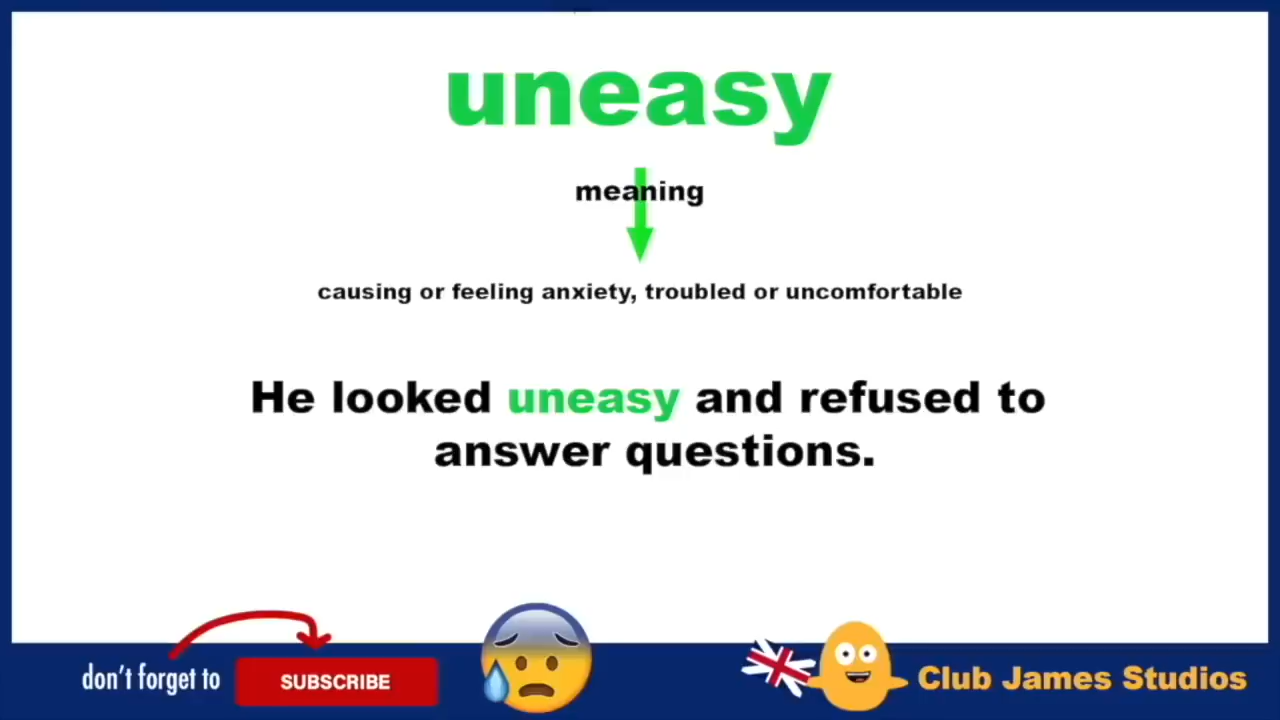 uneasy
meaning
causing or feeling anxiety, troubled or uncomfortable
He looked uneasy and refused to
answer questions.
don't forget to
SUBSCRIBE
Club James Studios